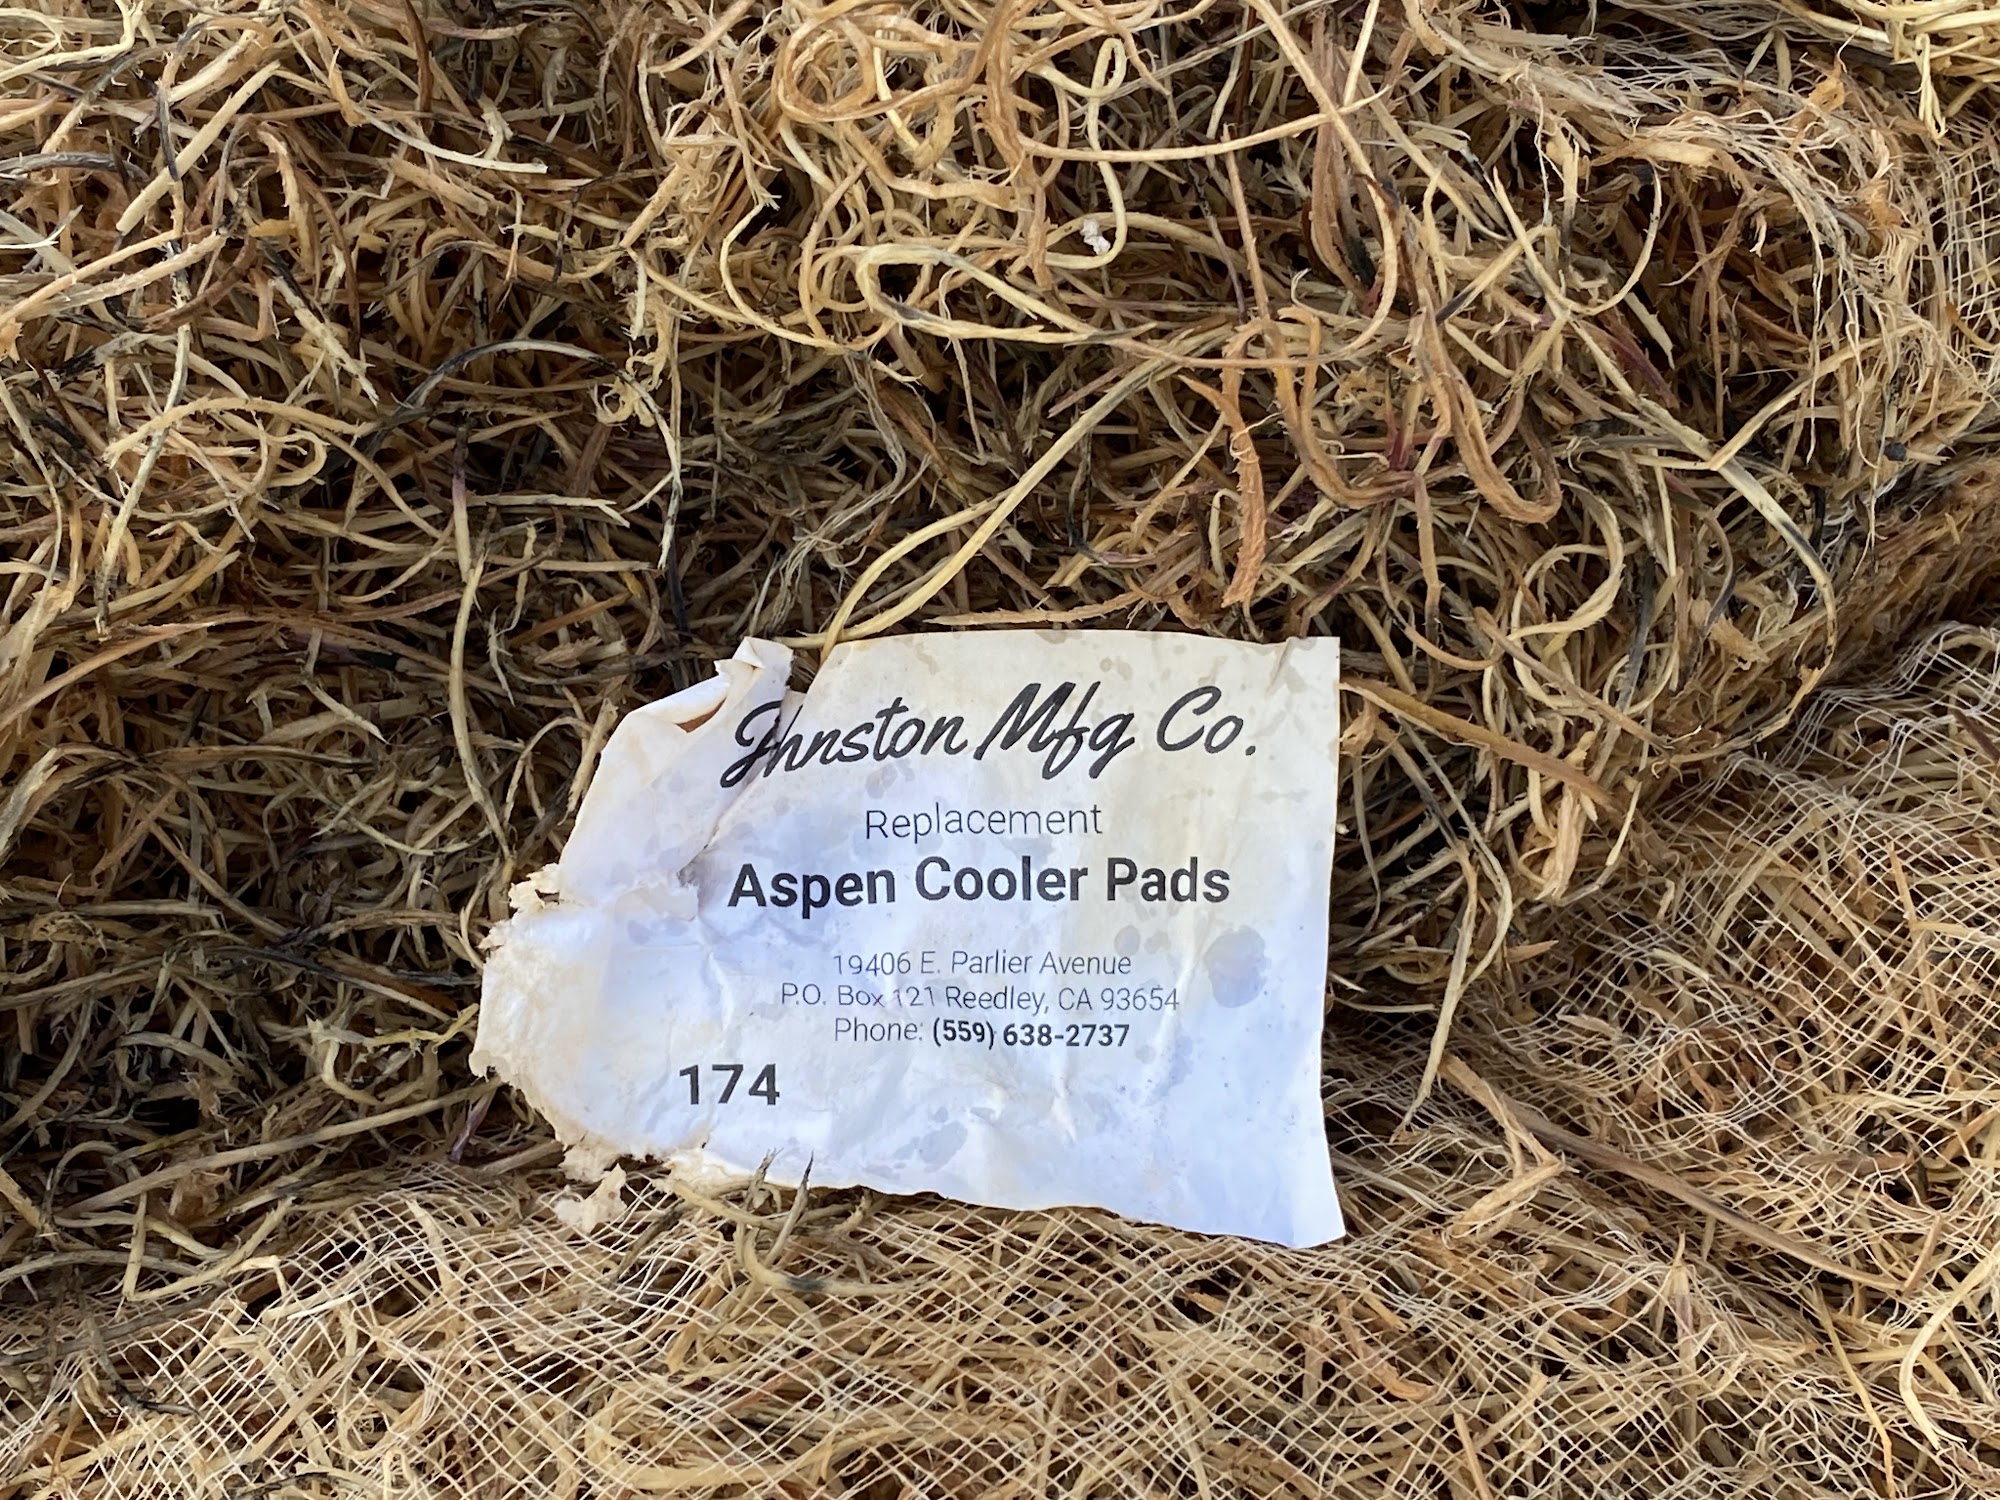 Jhnston Mfg Co.
Replacement
Aspen Cooler Pads
19406 E. Parlier Avenue
P.O. Box 121 Reedley, CA 93654
Phone: (559) 638-2737
174